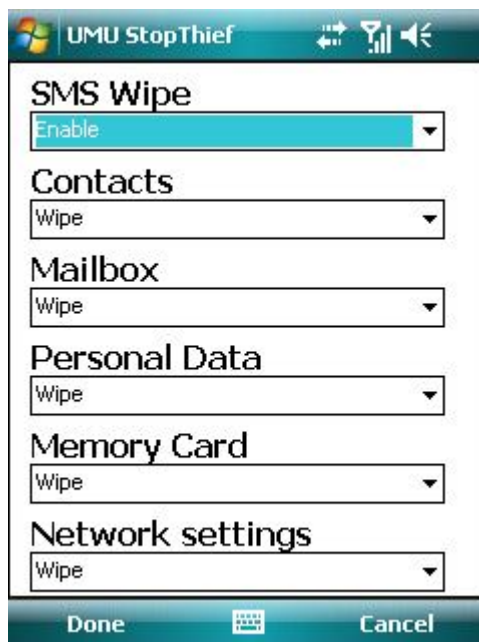 UMU StopThief
SMS Wipe
Enable
Contacts
Wipe
Mailbox
Wipe
Personal Data
Wipe
Memory Card
Wipe
Network settings
Wipe
Done Cancel